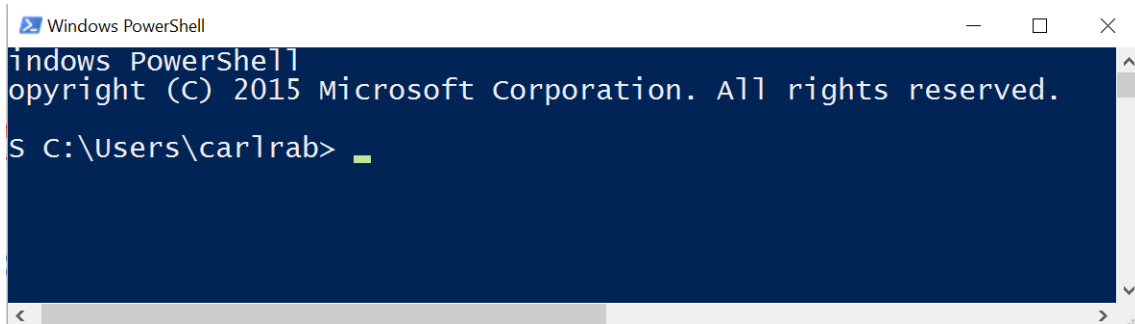 Windows PowerShell
indows PowerShell
opyright (C) 2015 Microsoft Corporation. All rights reserved.
S C:\Users\carlrab>